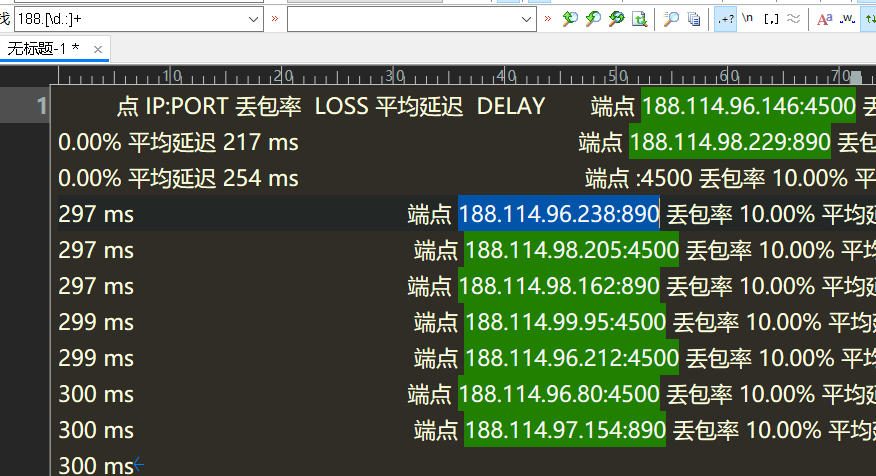 找 188.[\d.:]+ » » .+? \n [,] Aa .w.
无标题-1 * ×
10 20 30 40 50 60 70
1 点 IP:PORT 丢包率 LOSS 平均延迟 DELAY 端点 188.114.96.146:4500 丢
0.00% 平均延迟 217 ms 端点 188.114.98.229:890 丢包
0.00% 平均延迟 254 ms 端点 :4500 丢包率 10.00% 平
297 ms 端点 188.114.96.238:890 丢包率 10.00% 平均
297 ms 端点 188.114.98.205:4500 丢包率 10.00% 平
297 ms 端点 188.114.98.162:890 丢包率 10.00% 平均
299 ms 端点 188.114.99.95:4500 丢包率 10.00% 平均
299 ms 端点 188.114.96.212:4500 丢包率 10.00% 平
300 ms 端点 188.114.96.80:4500 丢包率 10.00% 平均
300 ms 端点 188.114.97.154:890 丢包率 10.00% 平均
300 ms